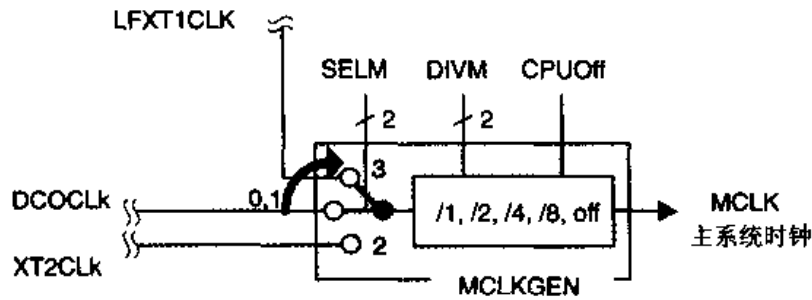 LFXT1CLK
SELM DIVM CPUOff
2 2
3
DCOCLk 0,1
/1, /2, /4, /8, off
MCLK
主系统时钟
2
XT2CLk
MCLKGEN